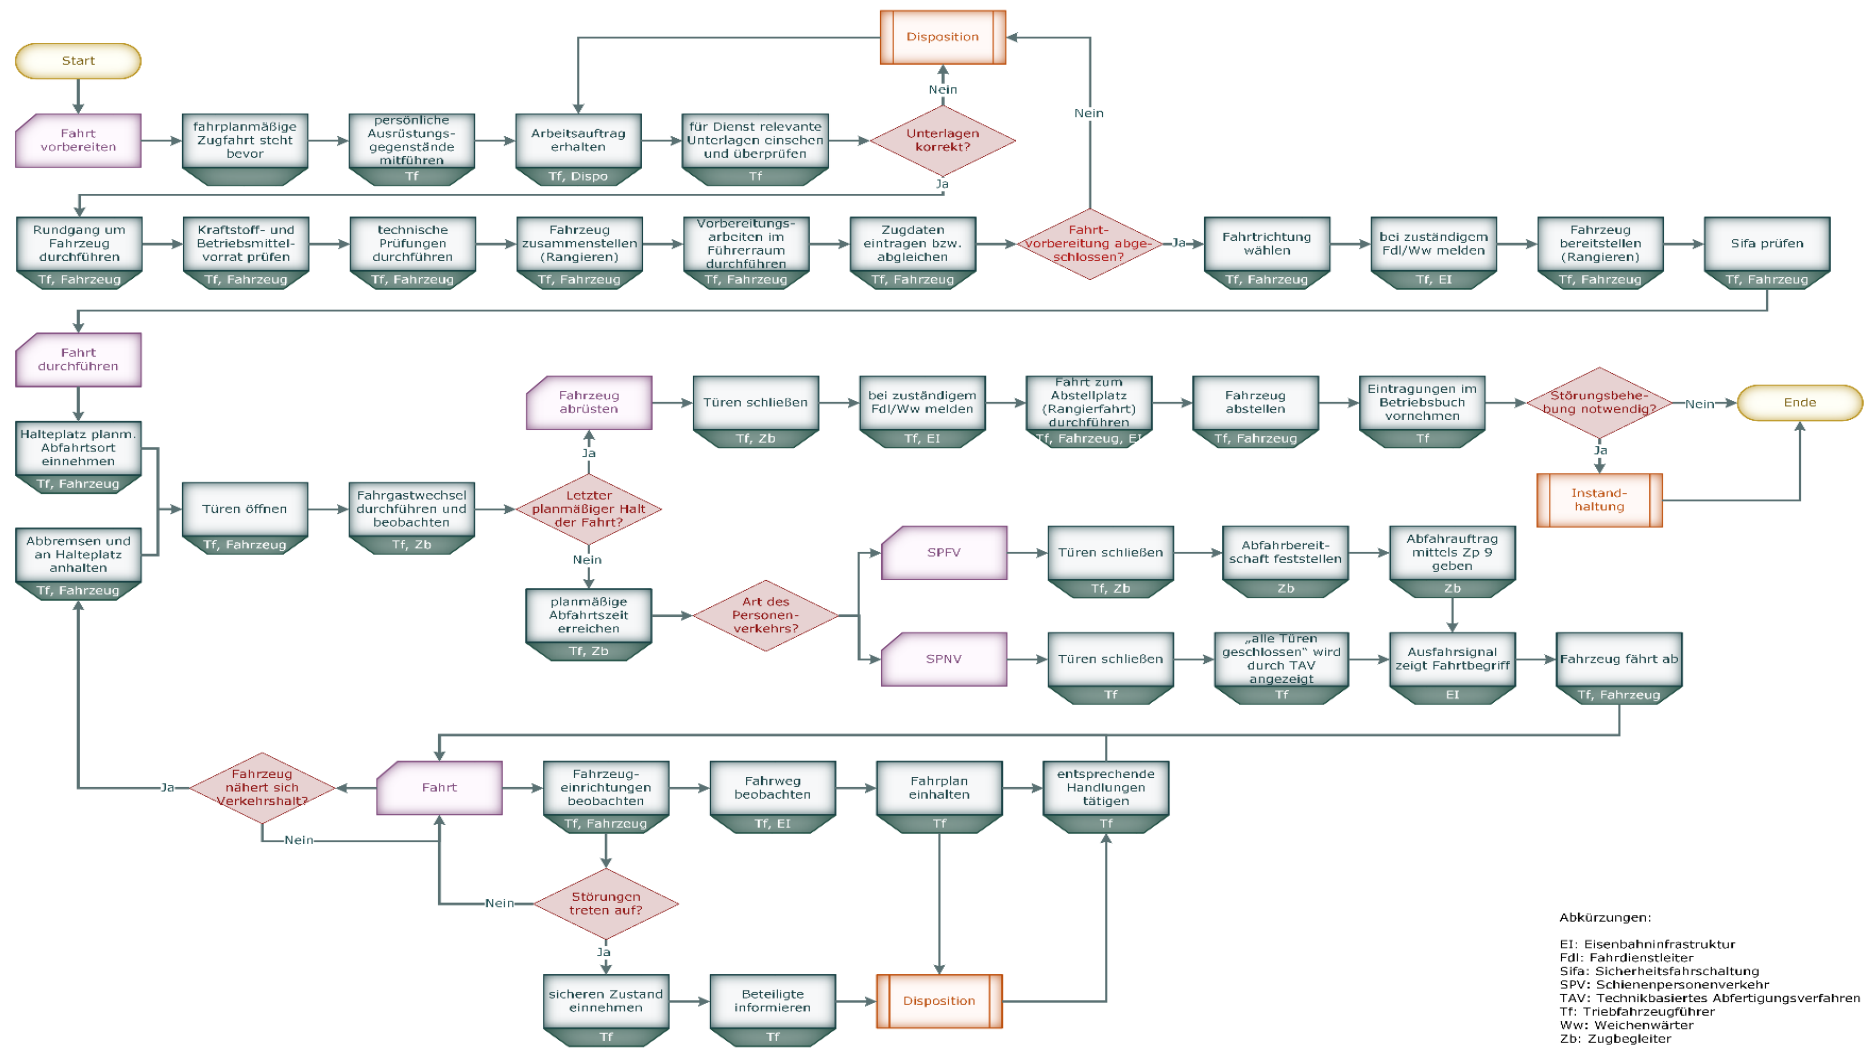 Start
Disposition
Nein
Nein
Fahrt
vorbereiten
fahrplanmäßige
Zugfahrt steht
bevor
persönliche
Ausrüstungs-
gegenstände
mitführen
Tf
Arbeitsauftrag
erhalten
Tf, Dispo
für Dienst relevante
Unterlagen einsehen
und überprüfen
Tf
Unterlagen
korrekt?
Ja
Rundgang um
Fahrzeug
durchführen
Tf, Fahrzeug
Kraftstoff- und
Betriebsmittel-
vorrat prüfen
Tf, Fahrzeug
technische
Prüfungen
durchführen
Tf, Fahrzeug
Fahrzeug
zusammenstellen
(Rangieren)
Tf, Fahrzeug
Vorbereitungs-
arbeiten im
Führerraum
durchführen
Tf, Fahrzeug
Zugdaten
eintragen bzw.
abgleichen
Tf, Fahrzeug
Fahrt-
vorbereitung abge-
schlossen?
Ja
Fahrtrichtung
wählen
Tf, Fahrzeug
bei zuständigem
Fdl/Ww melden
Tf, EI
Fahrzeug
bereitstellen
(Rangieren)
Tf, Fahrzeug
Sifa prüfen
Tf, Fahrzeug
Fahrt
durchführen
Fahrzeug
abrüsten
Türen schließen
Tf, Zb
bei zuständigem
Fdl/Ww melden
Tf, EI
Fahrt zum
Abstellplatz
(Rangierfahrt)
durchführen
Tf, Fahrzeug, EI
Fahrzeug
abstellen
Tf, Fahrzeug
Eintragungen im
Betriebsbuch
vornehmen
Tf
Störungsbehe-
bung notwendig?
Nein
Ende
Ja
Instand-
haltung
Halteplatz planm.
Abfahrtsort
einnehmen
Tf, Fahrzeug
Abbremsen und
an Halteplatz
anhalten
Tf, Fahrzeug
Türen öffnen
Tf, Fahrzeug
Fahrgastwechsel
durchführen und
beobachten
Tf, Zb
Ja
Letzter
planmäßiger Halt
der Fahrt?
Nein
planmäßige
Abfahrtszeit
erreichen
Tf, Zb
Art des
Personen-
verkehrs?
SPFV
Türen schließen
Tf, Zb
Abfahrbereit-
schaft feststellen
Zb
Abfahrauftrag
mittels Zp 9
geben
Zb
SPNV
Türen schließen
Tf
„alle Türen
geschlossen“ wird
durch TAV
angezeigt
Tf
Ausfahrsignal
zeigt Fahrtbegriff
EI
Fahrzeug fährt ab
Tf, Fahrzeug
Ja
Fahrzeug
nähert sich
Verkehrshalt?
Nein
Fahrt
Fahrzeug-
einrichtungen
beobachten
Tf, Fahrzeug
Fahrweg
beobachten
Tf, EI
Fahrplan
einhalten
Tf
entsprechende
Handlungen
tätigen
Tf
Nein
Störungen
treten auf?
Ja
sicheren Zustand
einnehmen
Tf
Beteiligte
informieren
Tf
Disposition
Abkürzungen:
EI: Eisenbahninfrastruktur
Fdl: Fahrdienstleiter
Sifa: Sicherheitsfahrschaltung
SPV: Schienenpersonenverkehr
TAV: Technikbasiertes Abfertigungsverfahren
Tf: Triebfahrzeugführer
Ww: Weichenwärter
Zb: Zugbegleiter